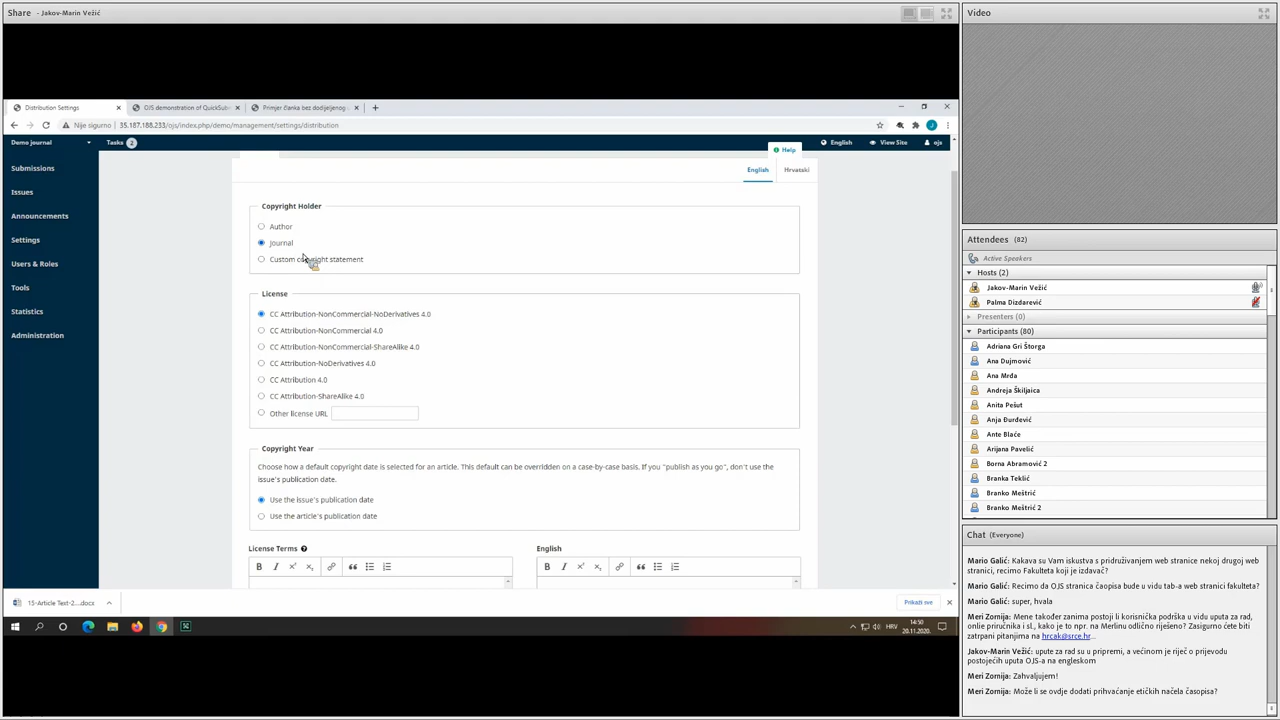 Share - Jakov-Marin Vežić
Distribution Settings
OJS demonstration of QuickSub
Primjer članka bez dodijeljenog
Nije sigurno
35.187.188.233/ojs/index.php/demo/management/settings/distribution
Demo journal
Tasks 2
English
View Site
ojs
Help
Submissions
Issues
Announcements
Settings
Users & Roles
Tools
Statistics
Administration
English
Hrvatski
Copyright Holder
Author
Journal
Custom copyright statement
License
CC Attribution-NonCommercial-NoDerivatives 4.0
CC Attribution-NonCommercial 4.0
CC Attribution-NonCommercial-ShareAlike 4.0
CC Attribution-NoDerivatives 4.0
CC Attribution 4.0
CC Attribution-ShareAlike 4.0
Other license URL
Copyright Year
Choose how a default copyright date is selected for an article. This default can be overridden on a case-by-case basis. If you "publish as you go", don't use the
issue's publication date.
Use the issue's publication date
Use the article's publication date
License Terms
English
15-Article Text-2....docx
Prikaži sve
HRV
14:50
20.11.2020.
Video
Attendees (82)
Active Speakers
Hosts (2)
Jakov-Marin Vežić
Palma Dizdarević
Presenters (0)
Participants (80)
Adriana Gri Štorga
Ana Dujmović
Ana Mrđa
Andreja Škiljaica
Anita Pešut
Anja Đurđević
Ante Blaće
Arijana Pavelić
Borna Abramović 2
Branka Teklić
Branko Meštrić
Branko Meštrić 2
Chat (Everyone)
Mario Galić: Kakava su Vam iskustva s pridruživanjem web stranice nekoj drugoj web
stranici, recimo Fakulteta koji je izdavač?
Mario Galić: Recimo da OJS stranica čaopisa bude u vidu tab-a web stranici fakulteta?
Mario Galić: super, hvala
Meri Zornija: Mene također zanima postoji li korisnička podrška u vidu uputa za rad,
onlie priručnika i sl., kako je to npr. na Merlinu odlično riješeno? Zasigurno ćete biti
zatrpani pitanjima na hrcak@srce.hr...
Jakov-Marin Vežić: upute za rad su u pripremi, a većinom je riječ o prijevodu
postojećih uputa OJS-a na engleskom
Meri Zornija: Zahvaljujem!
Meri Zornija: Može li se ovdje dodati prihvaćanje etičkih načela časopisa?